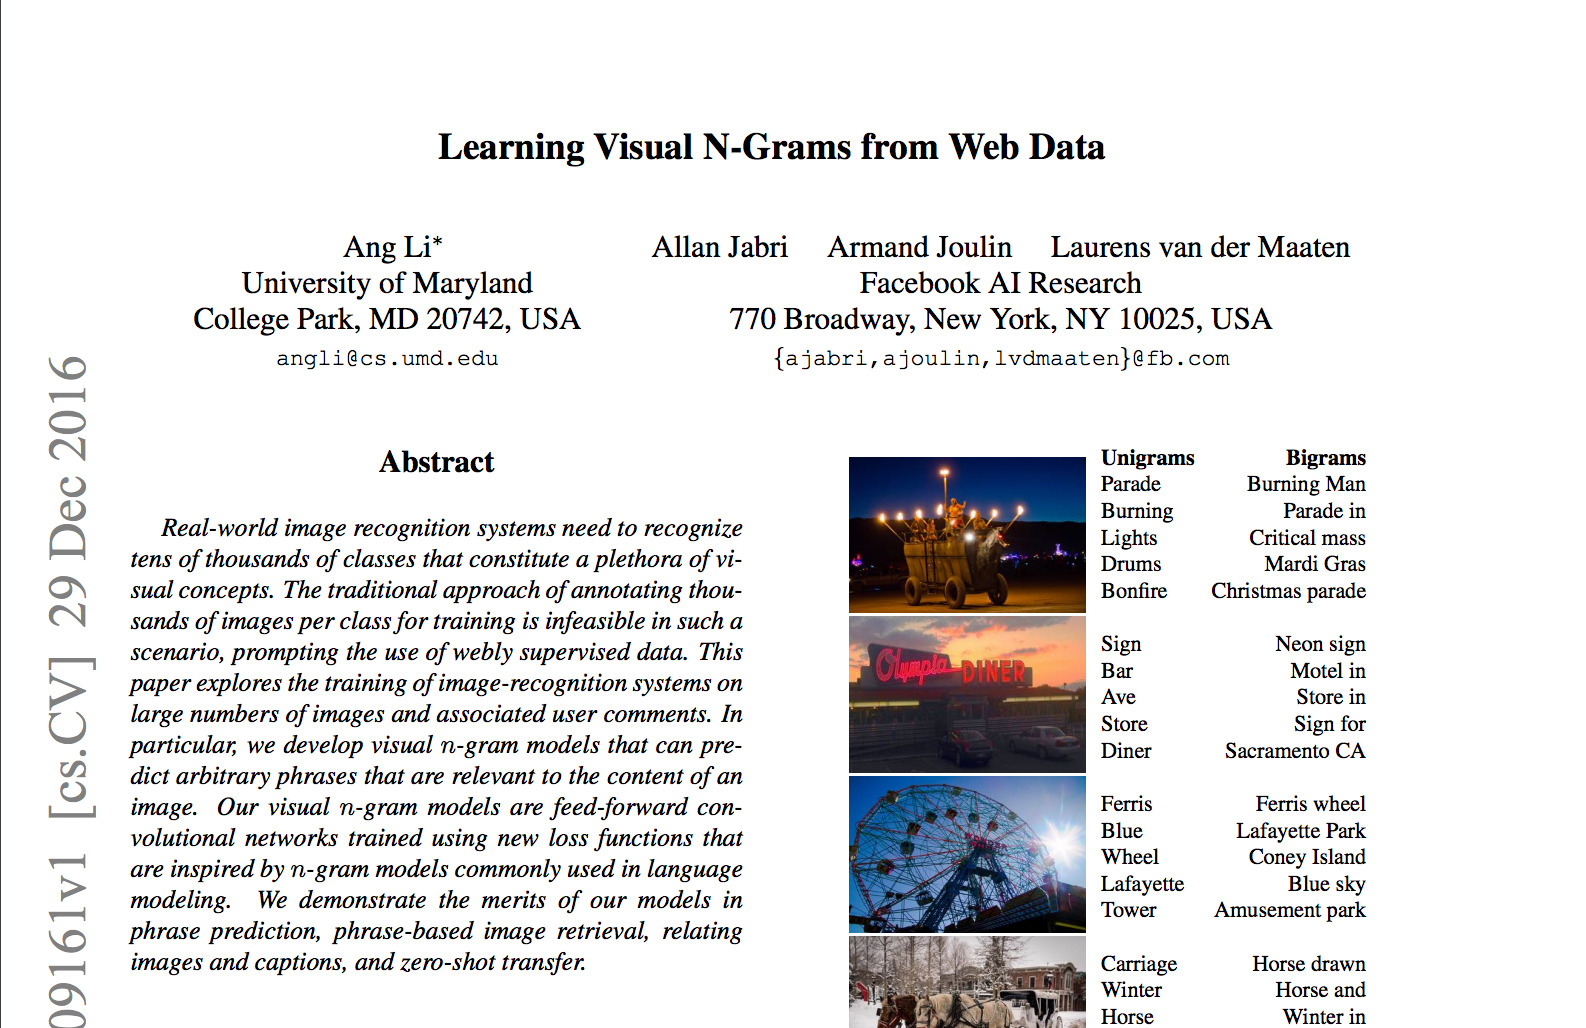 Learning Visual N-Grams from Web Data
Ang Li*
University of Maryland
College Park, MD 20742, USA
angli@cs.umd.edu
Allan Jabri Armand Joulin Laurens van der Maaten
Facebook AI Research
770 Broadway, New York, NY 10025, USA
{ajabri,ajoulin,lvdmaaten}@fb.com
09161v1 [cs.CV] 29 Dec 2016
Abstract
Real-world image recognition systems need to recognize
tens of thousands of classes that constitute a plethora of vi-
sual concepts. The traditional approach of annotating thou-
sands of images per class for training is infeasible in such a
scenario, prompting the use of webly supervised data. This
paper explores the training of image-recognition systems on
large numbers of images and associated user comments. In
particular, we develop visual n-gram models that can pre-
dict arbitrary phrases that are relevant to the content of an
image. Our visual n-gram models are feed-forward con-
volutional networks trained using new loss functions that
are inspired by n-gram models commonly used in language
modeling. We demonstrate the merits of our models in
phrase prediction, phrase-based image retrieval, relating
images and captions, and zero-shot transfer.
Unigrams Bigrams
Parade Burning Man
Burning Parade in
Lights Critical mass
Drums Mardi Gras
Bonfire Christmas parade
Olympia DINER
Sign Neon sign
Bar Motel in
Ave Store in
Store Sign for
Diner Sacramento CA
Ferris Ferris wheel
Blue Lafayette Park
Wheel Coney Island
Lafayette Blue sky
Tower Amusement park
Carriage Horse drawn
Winter Horse and
Horse Winter in